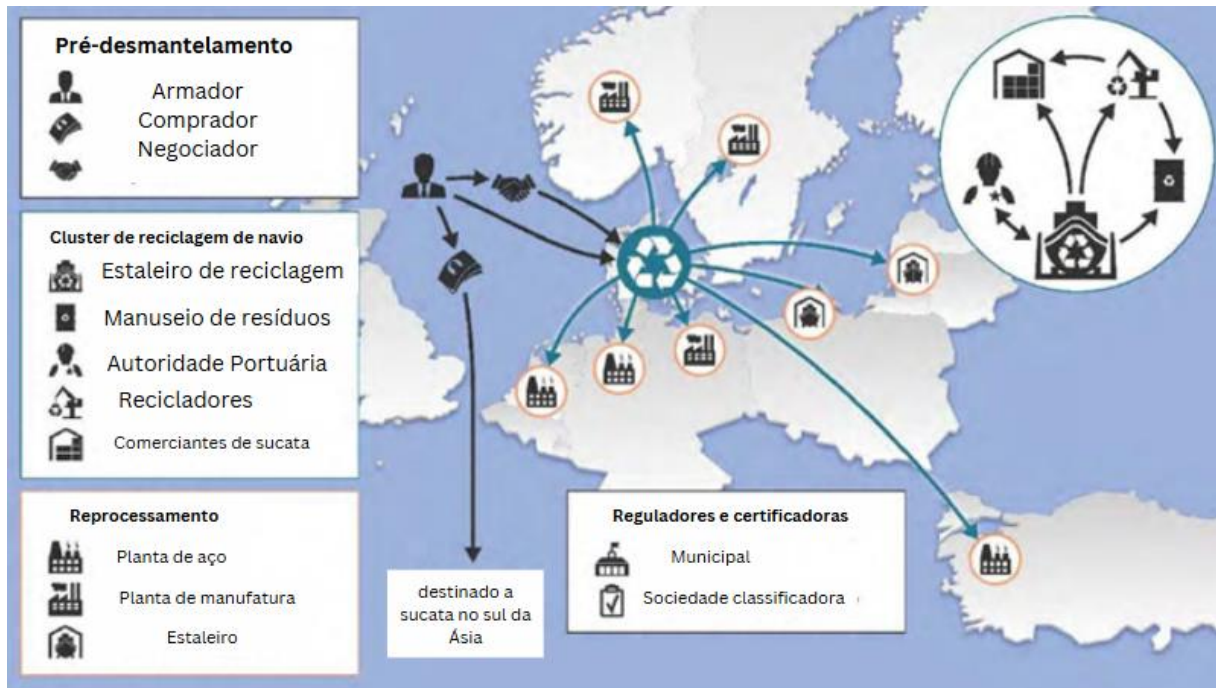 Pré-desmantelamento
Armador
Comprador
Negociador
Cluster de reciclagem de navio
Estaleiro de reciclagem
Manuseio de resíduos
Autoridade Portuária
Recicladores
Comerciantes de sucata
Reprocessamento
Planta de aço
Planta de manufatura
Estaleiro
destinado a
sucata no sul da
Ásia
Reguladores e certificadoras
Municipal
Sociedade classificadora